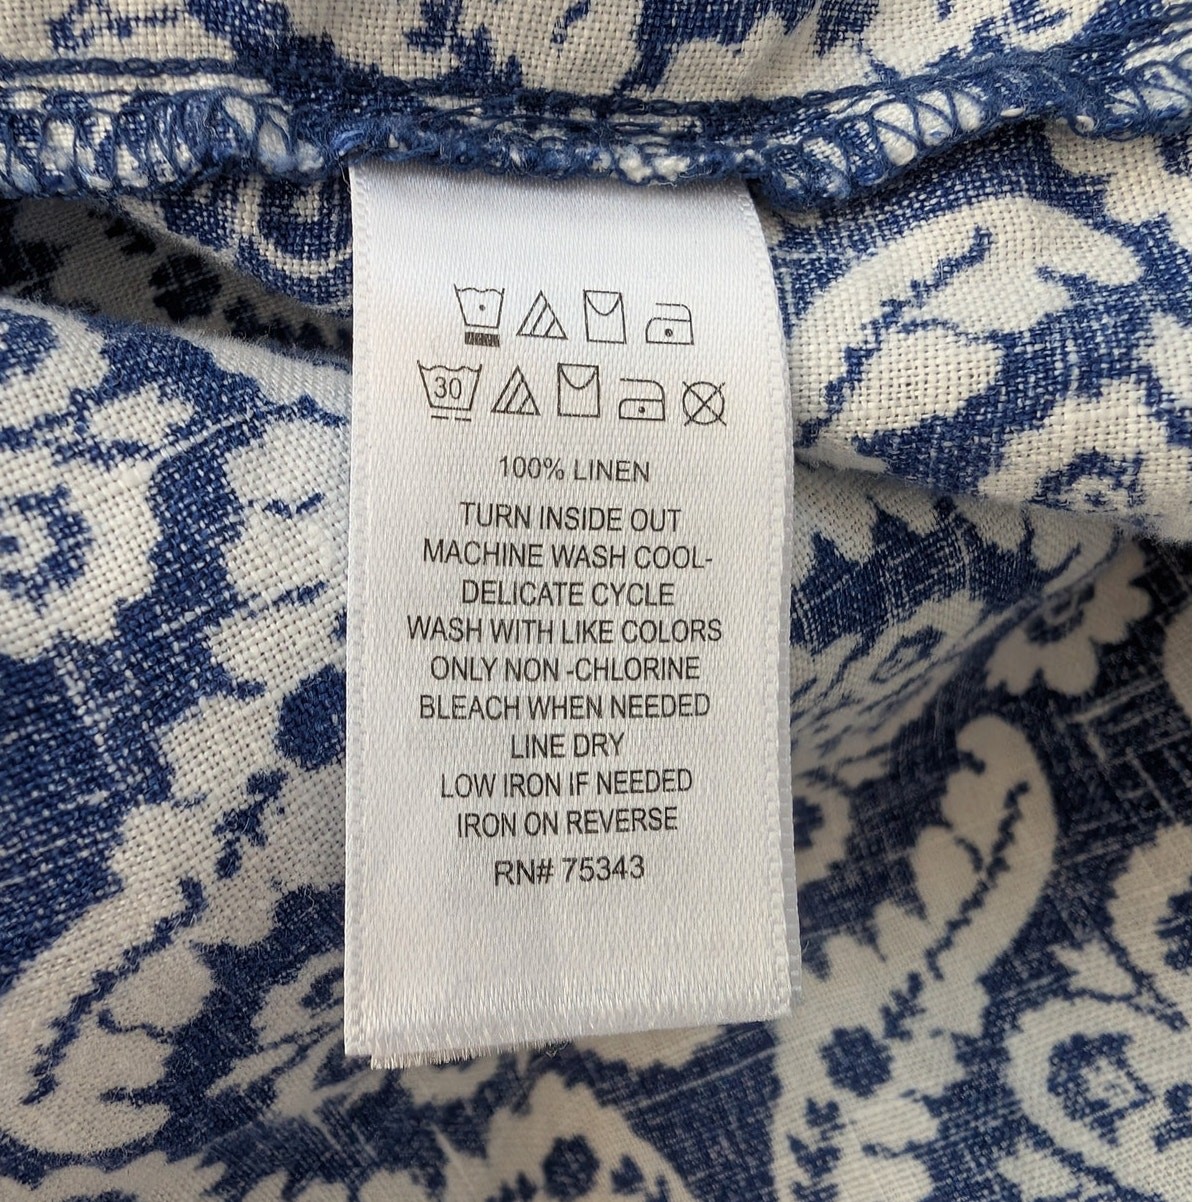 30
100% LINEN
TURN INSIDE OUT
MACHINE WASH COOL-
DELICATE CYCLE
WASH WITH LIKE COLORS
ONLY NON -CHLORINE
BLEACH WHEN NEEDED
LINE DRY
LOW IRON IF NEEDED
IRON ON REVERSE
RN# 75343